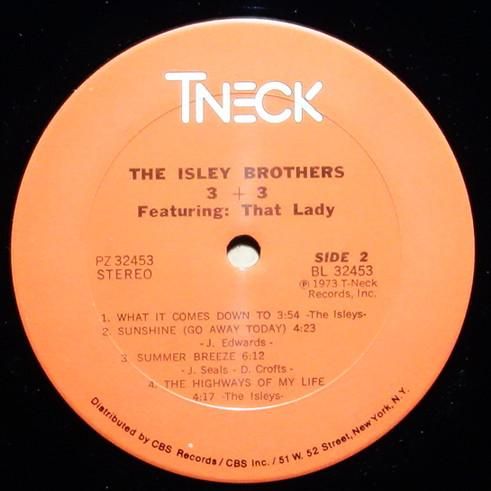 TNECK
THE ISLEY BROTHERS
3 + 3
Featuring: That Lady
PZ 32453
STEREO
SIDE 2
BL 32453
Ⓟ 1973 T-Neck
Records, Inc.
1. WHAT IT COMES DOWN TO 3:54 -The Isleys-
2. SUNSHINE (GO AWAY TODAY) 4:23
- J. Edwards -
3. SUMMER BREEZE 6:12
- J. Seals - D. Crofts -
4. THE HIGHWAYS OF MY LIFE
4:17 -The Isleys-
Distributed by CBS Records / CBS Inc. / 51 W. 52 Street, New York, N.Y.